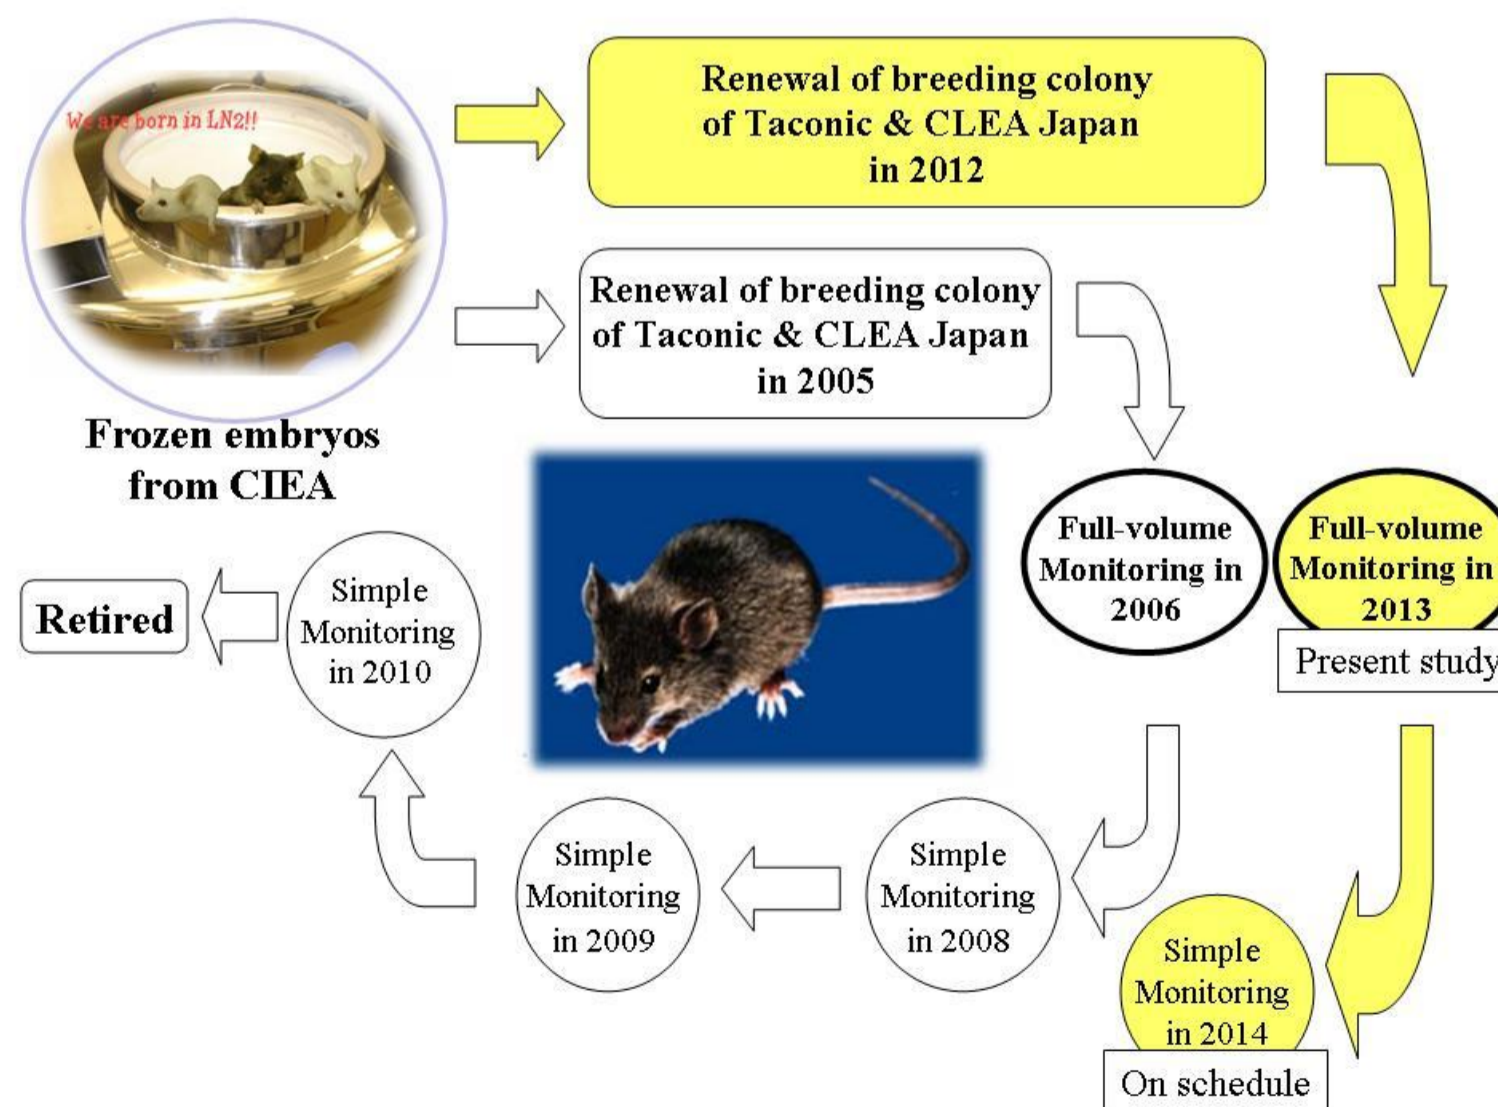 We are born in LN2!!
Frozen embryos
from CIEA
Renewal of breeding colony
of Taconic & CLEA Japan
in 2012
Renewal of breeding colony
of Taconic & CLEA Japan
in 2005
Full-volume
Monitoring in
2006
Full-volume
Monitoring in
2013
Present study
Simple
Monitoring
in 2014
On schedule
Simple
Monitoring
in 2008
Simple
Monitoring
in 2009
Simple
Monitoring
in 2010
Retired